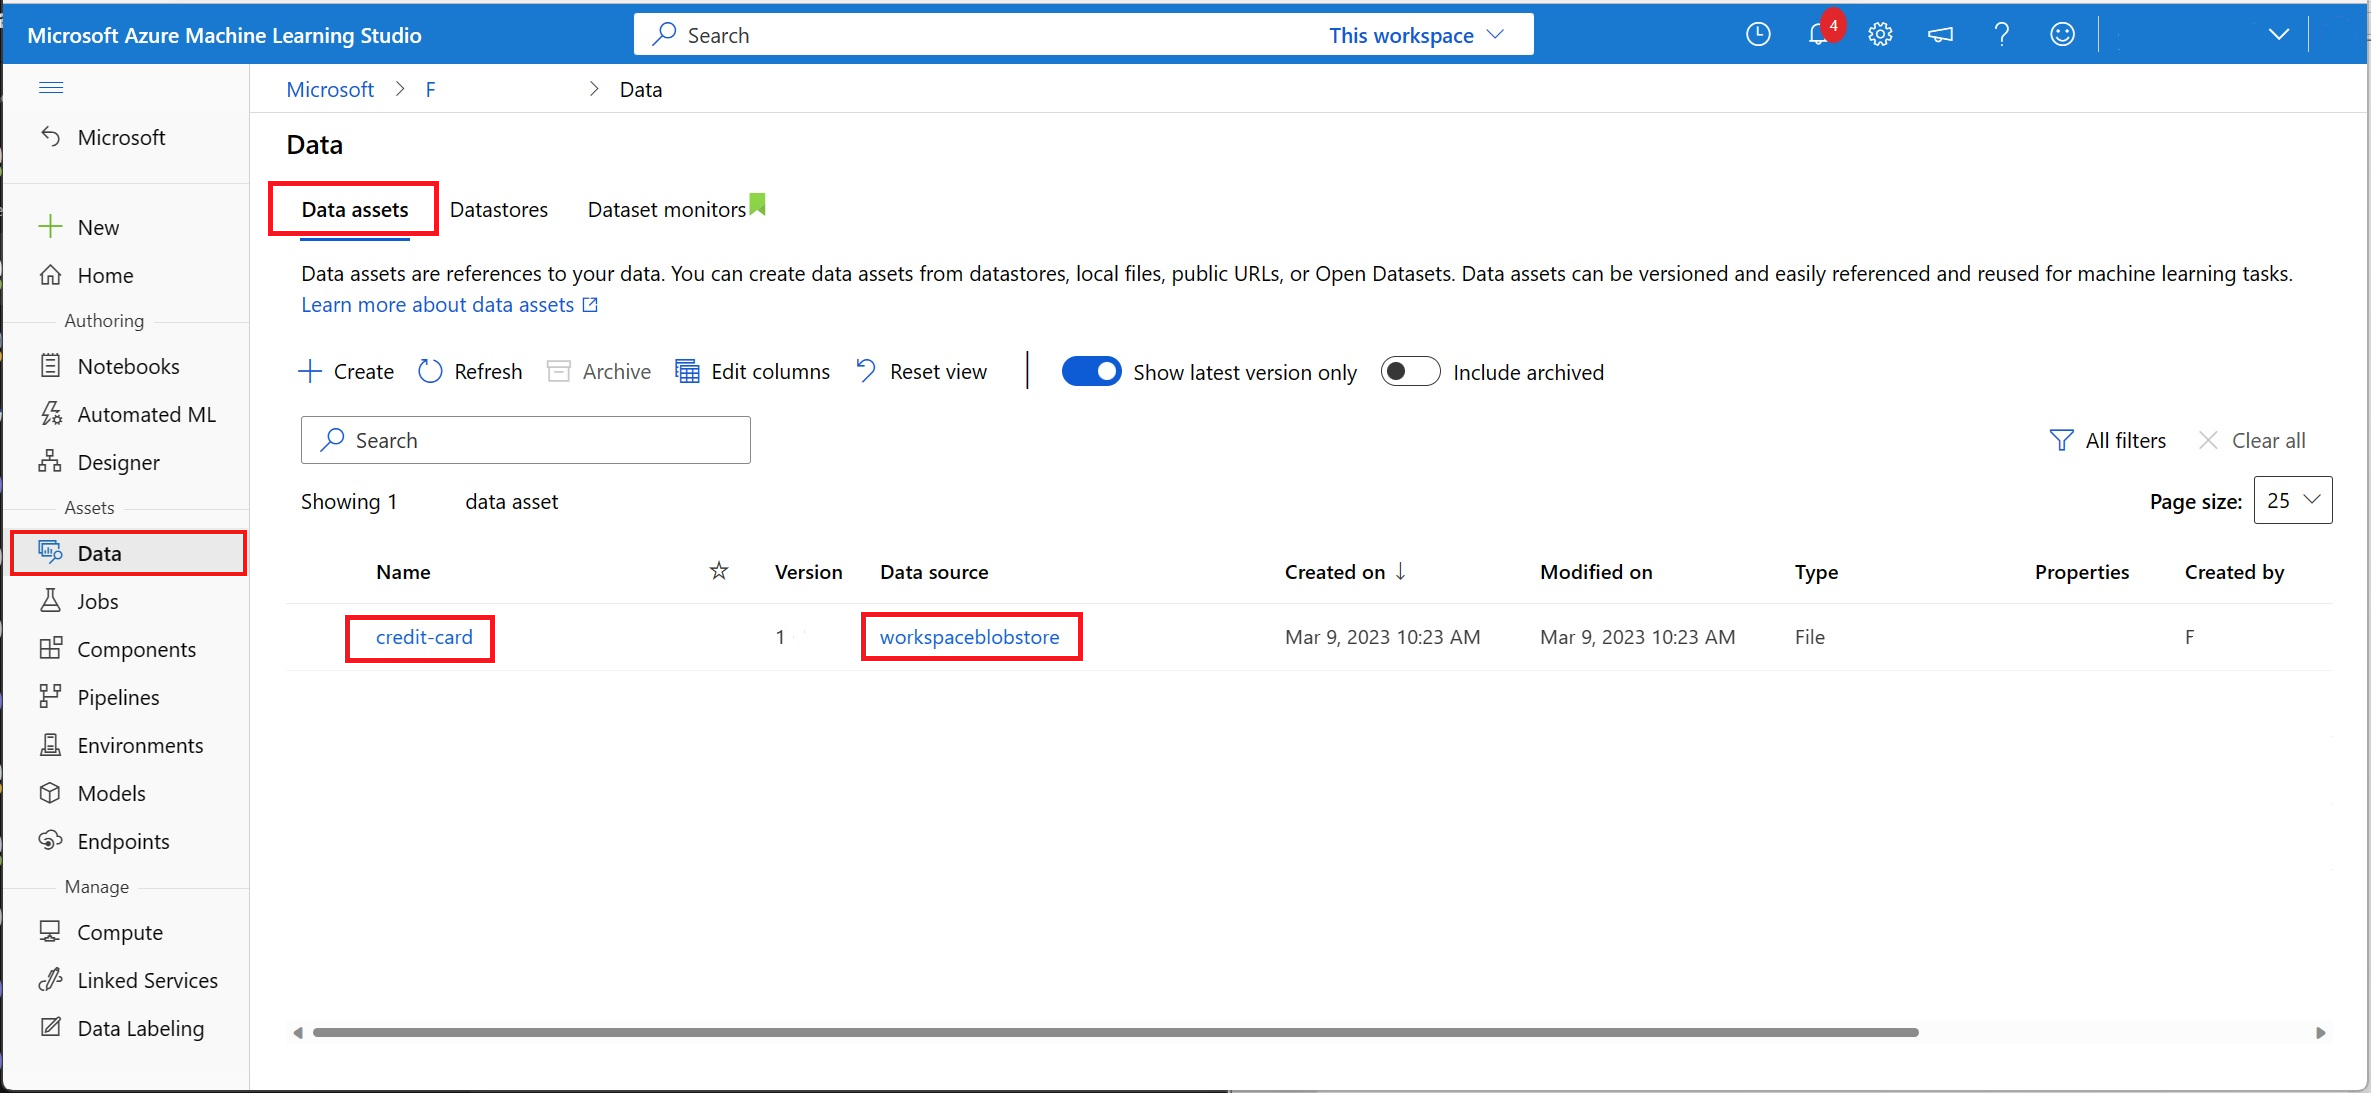 Microsoft Azure Machine Learning Studio
Search
This workspace
4
Microsoft > F > Data
Microsoft
New
Home
Authoring
Notebooks
Automated ML
Designer
Assets
Data
Jobs
Components
Pipelines
Environments
Models
Endpoints
Manage
Compute
Linked Services
Data Labeling
Data
Data assets Datastores Dataset monitors
Data assets are references to your data. You can create data assets from datastores, local files, public URLs, or Open Datasets. Data assets can be versioned and easily referenced and reused for machine learning tasks.
Learn more about data assets
Create Refresh Archive Edit columns Reset view Show latest version only Include archived
Search
All filters Clear all
Showing 1 data asset
Page size: 25
Name Version Data source Created on Modified on Type Properties Created by
credit-card 1 workspaceblobstore Mar 9, 2023 10:23 AM Mar 9, 2023 10:23 AM File F